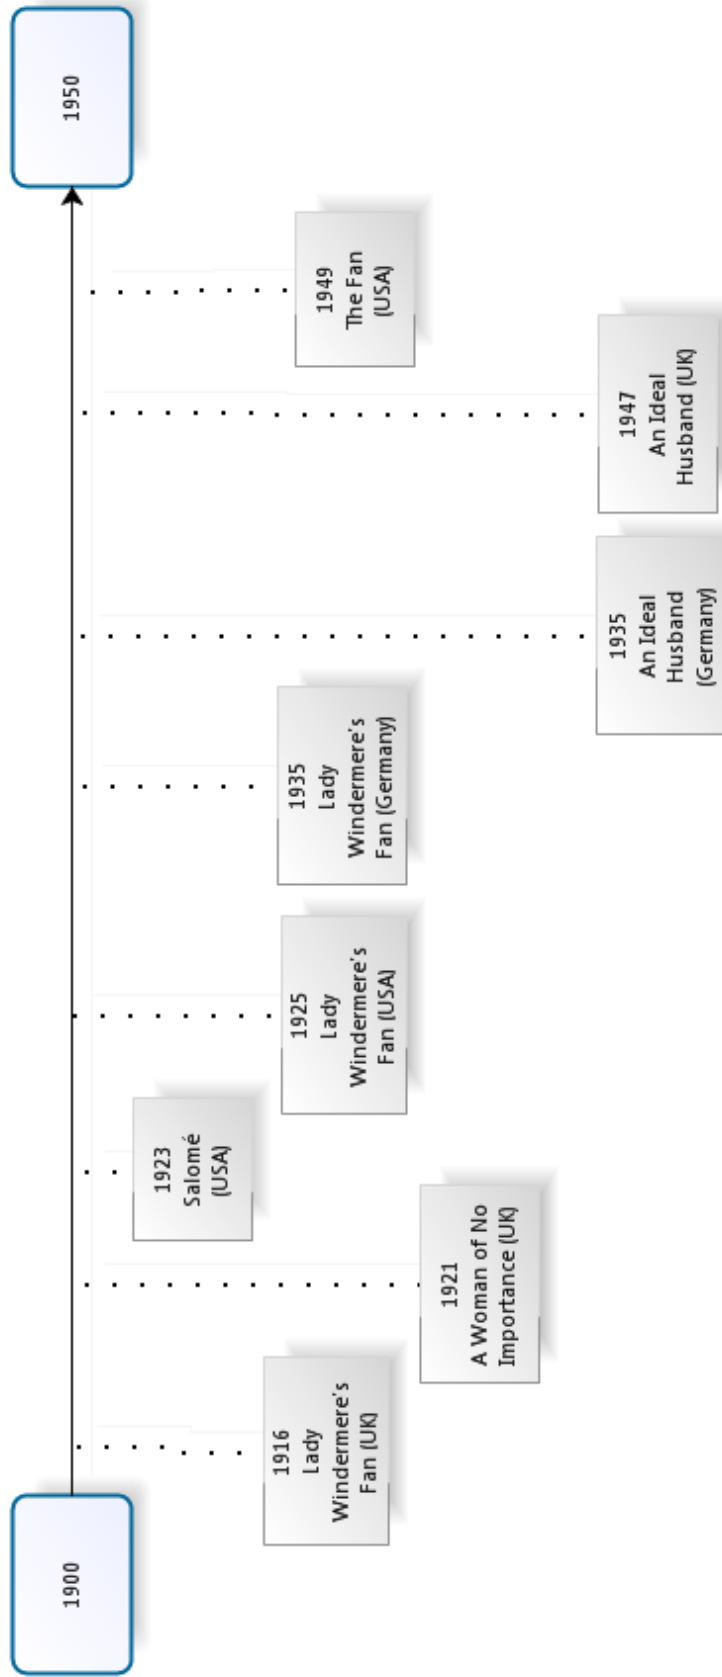 1900
1916
Lady
Windermere's
Fan (UK)
1921
A Woman of No
Importance (UK)
1923
Salomé
(USA)
1925
Lady
Windermere's
Fan (USA)
1935
Lady
Windermere's
Fan (Germany)
1935
An Ideal
Husband
(Germany)
1947
An Ideal
Husband (UK)
1949
The Fan
(USA)
1950